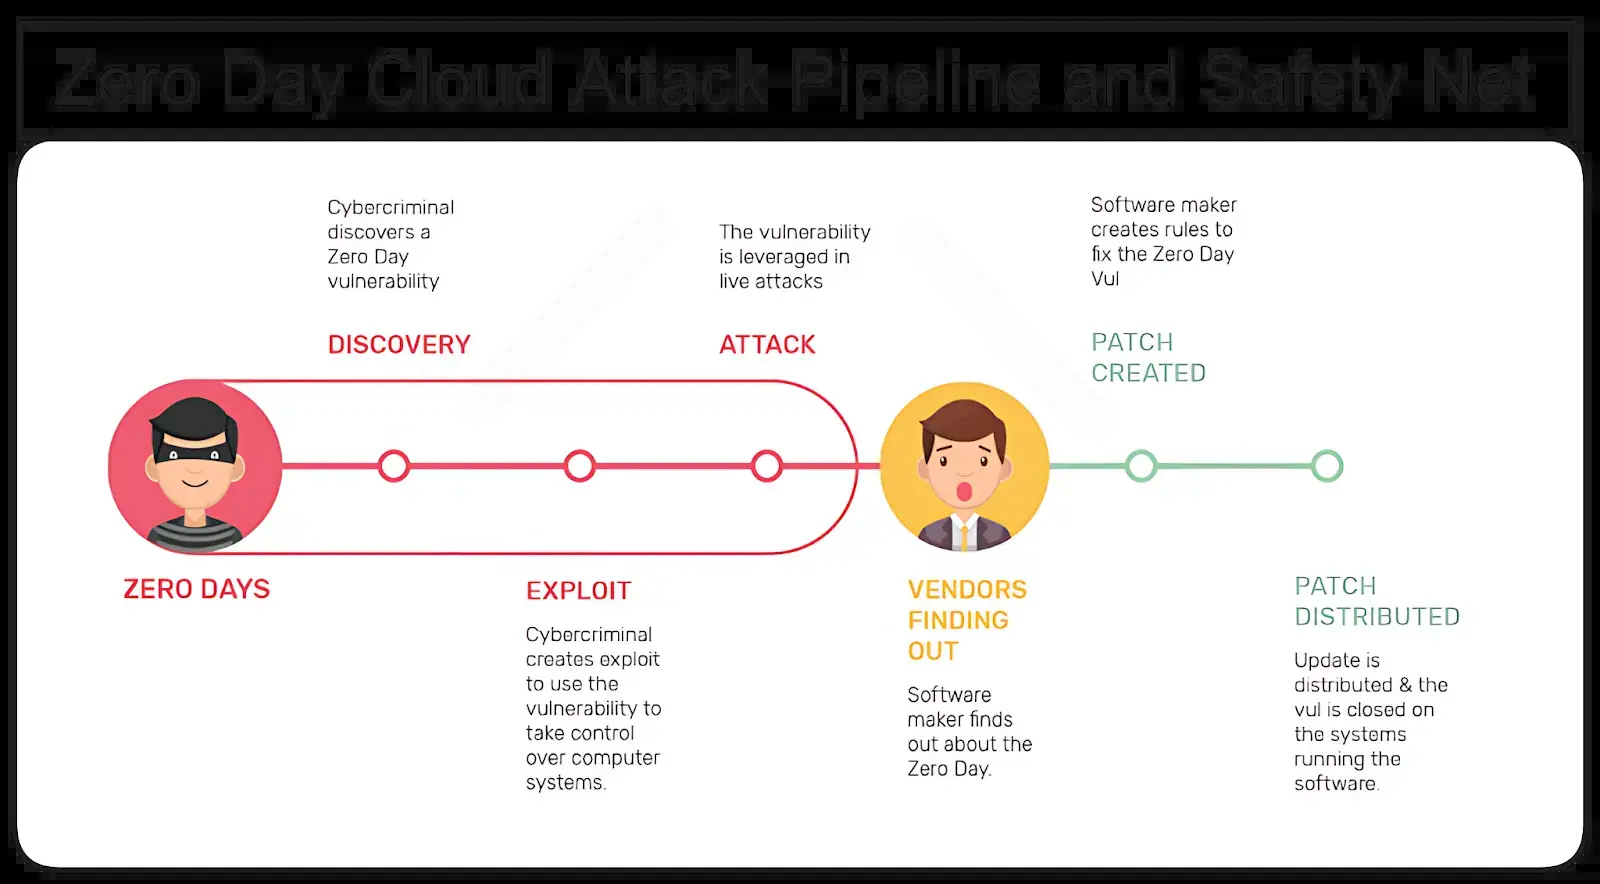 Zero Day Cloud Attack Pipeline and Safety Net
Cybercriminal
discovers a
Zero Day
vulnerability
DISCOVERY
The vulnerability
is leveraged in
live attacks
ATTACK
Software maker
creates rules to
fix the Zero Day
Vul
PATCH
CREATED
ZERO DAYS
EXPLOIT
Cybercriminal
creates exploit
to use the
vulnerability to
take control
over computer
systems.
VENDORS
FINDING
OUT
Software
maker finds
out about the
Zero Day.
PATCH
DISTRIBUTED
Update is
distributed & the
vul is closed on
the systems
running the
software.